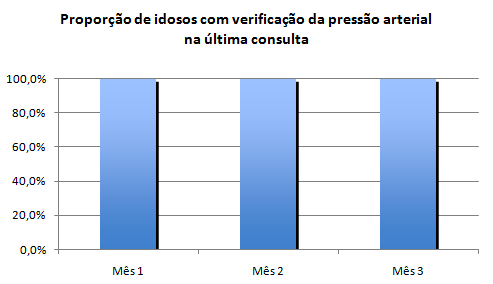 Proporção de idosos com verificação da pressão arterial
na última consulta
100,0%
80,0%
60,0%
40,0%
20,0%
0,0%
Mês 1
Mês 2
Mês 3